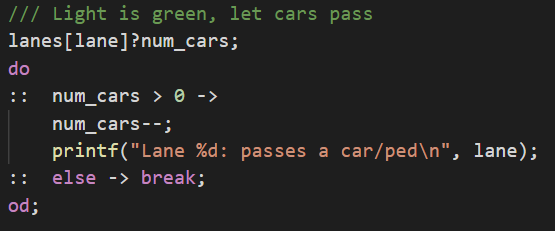 /// Light is green, let cars pass
lanes[lane]?num_cars;
do
::  num_cars > 0 ->
    num_cars--;
    printf("Lane %d: passes a car/ped\n", lane);
::  else -> break;
od;